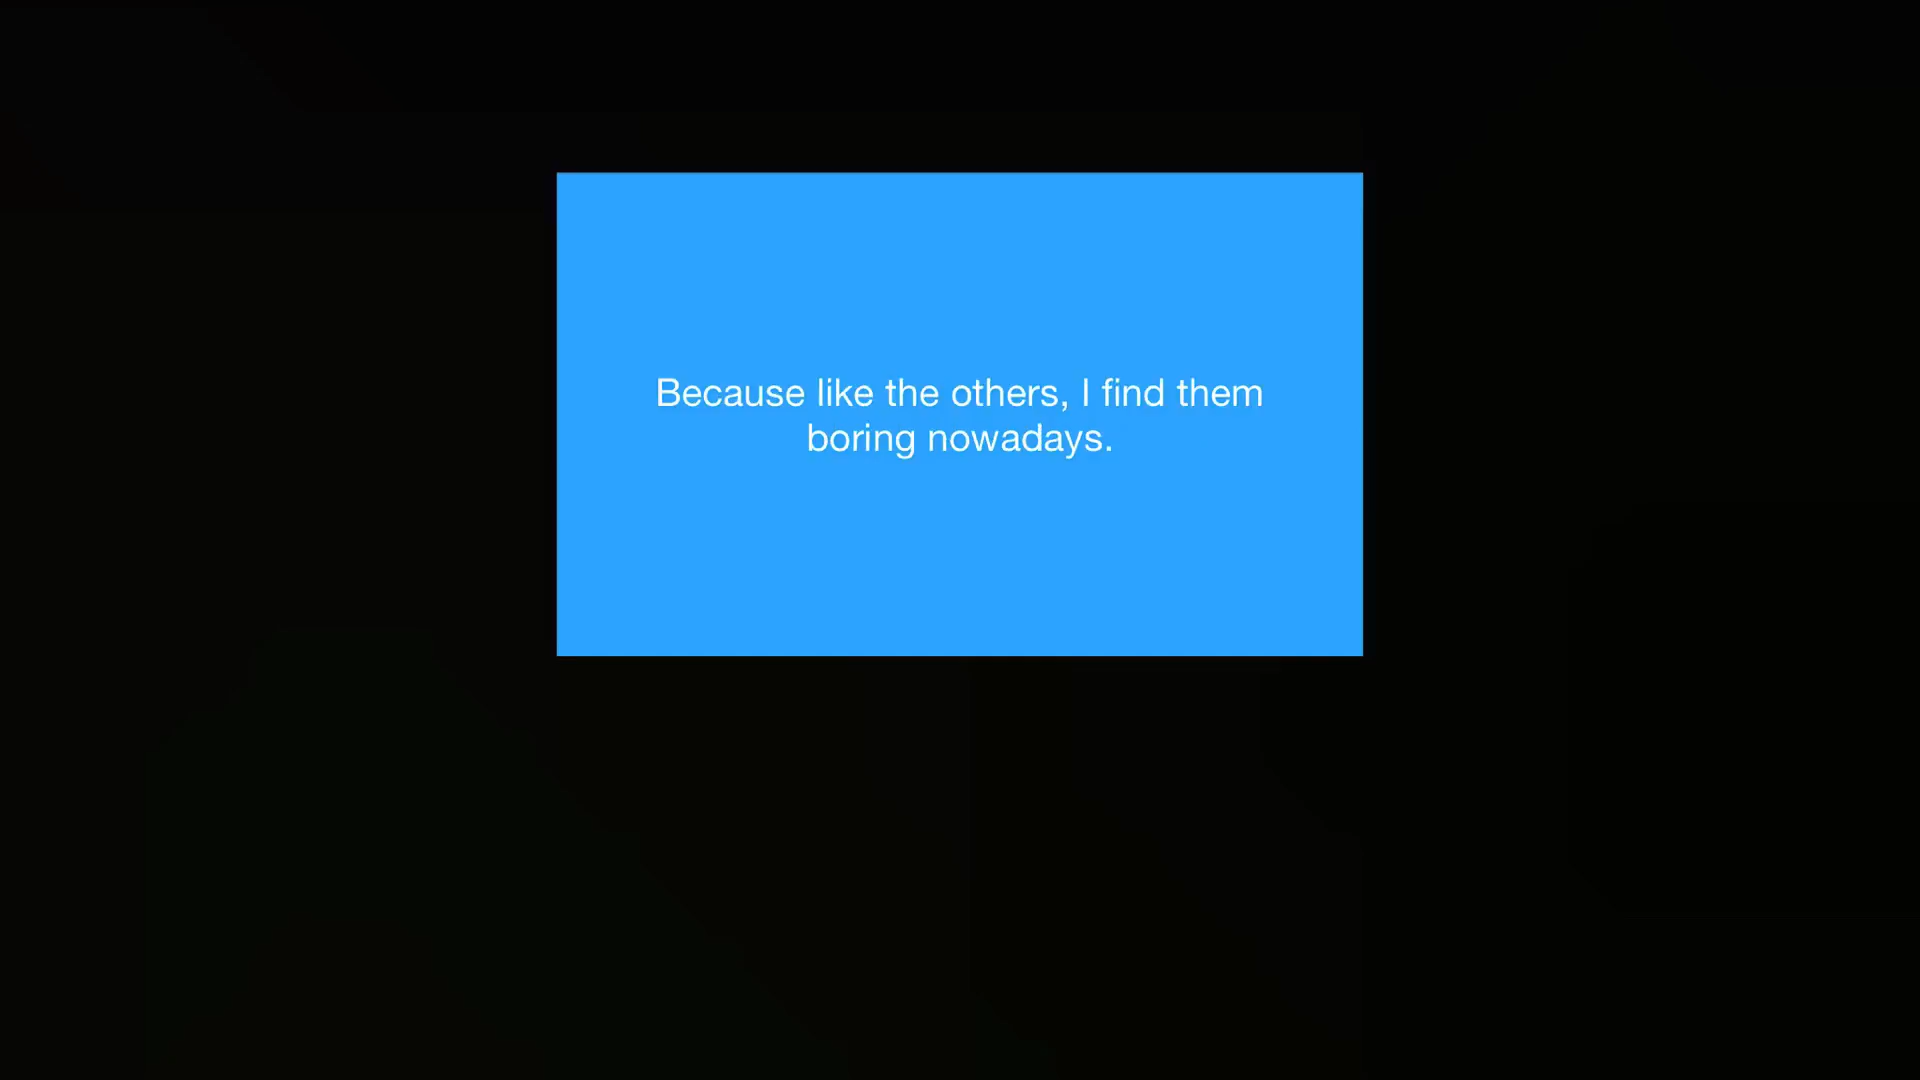 Because like the others, I find them
boring nowadays.